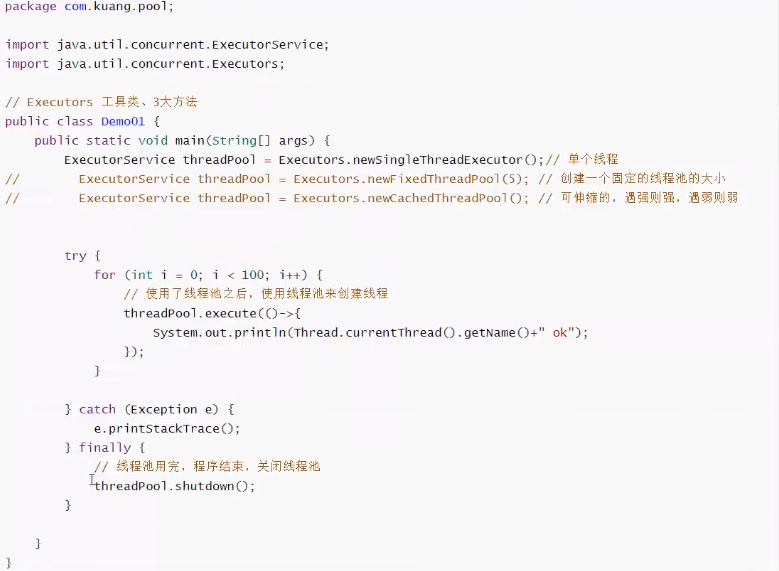 package com.kuang.pool;
import java.util.concurrent.ExecutorService;
import java.util.concurrent.Executors;
// Executors 工具类、3大方法
public class Demo01 {
public static void main(String[] args) {
ExecutorService threadPool = Executors.newSingleThreadExecutor();// 单个线程
// ExecutorService threadPool = Executors.newFixedThreadPool(5); // 创建一个固定的线程池的大小
// ExecutorService threadPool = Executors.newCachedThreadPool(); // 可伸缩的，遇强则强，遇弱则弱
try {
for (int i = 0; i < 100; i++) {
// 使用了线程池之后，使用线程池来创建线程
threadPool.execute(()->{
System.out.println(Thread.currentThread().getName()+" ok");
});
}
} catch (Exception e) {
e.printStackTrace();
} finally {
// 线程池用完，程序结束，关闭线程池
threadPool.shutdown();
}
}
}